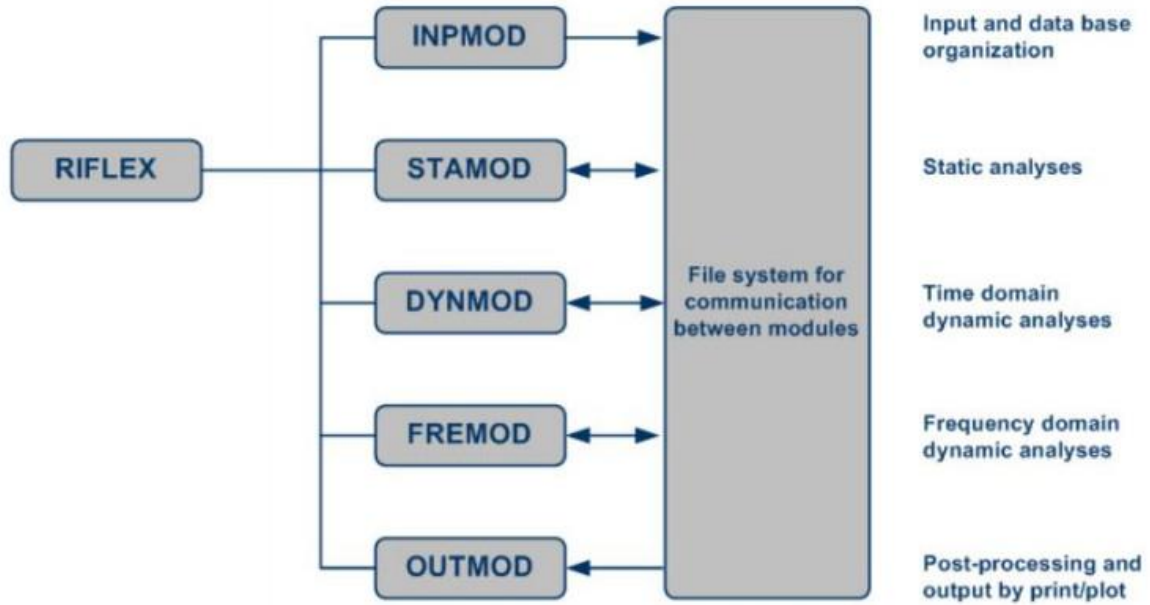 INPMOD
Input and data base
organization
RIFLEX
STAMOD
Static analyses
File system for
communication
between modules
DYNMOD
Time domain
dynamic analyses
FREMOD
Frequency domain
dynamic analyses
OUTMOD
Post-processing and
output by print/plot